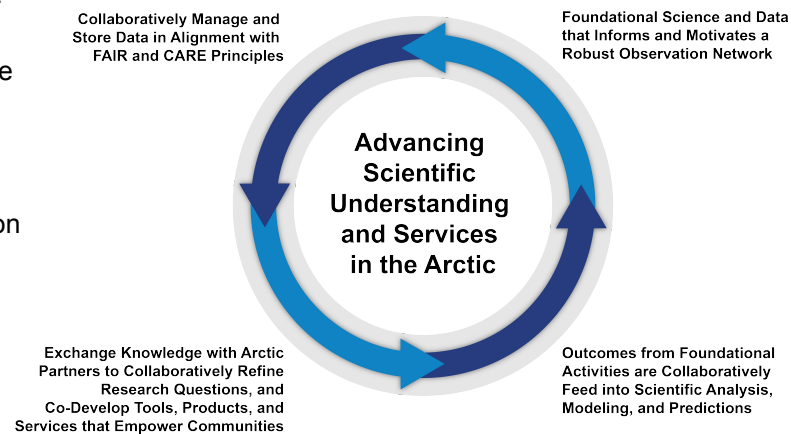 Collaboratively Manage and
Store Data in Alignment with
FAIR and CARE Principles
Foundational Science and Data
that Informs and Motivates a
Robust Observation Network
Advancing
Scientific
Understanding
and Services
in the Arctic
Exchange Knowledge with Arctic
Partners to Collaboratively Refine
Research Questions, and
Co-Develop Tools, Products, and
Services that Empower Communities
Outcomes from Foundational
Activities are Collaboratively
Feed into Scientific Analysis,
Modeling, and Predictions